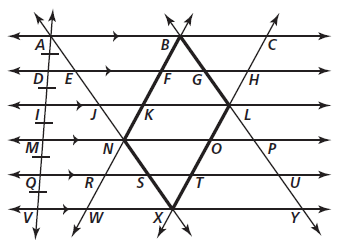 A B C
D E F G H
I J K L
M N O P
Q R S T U
V W X Y